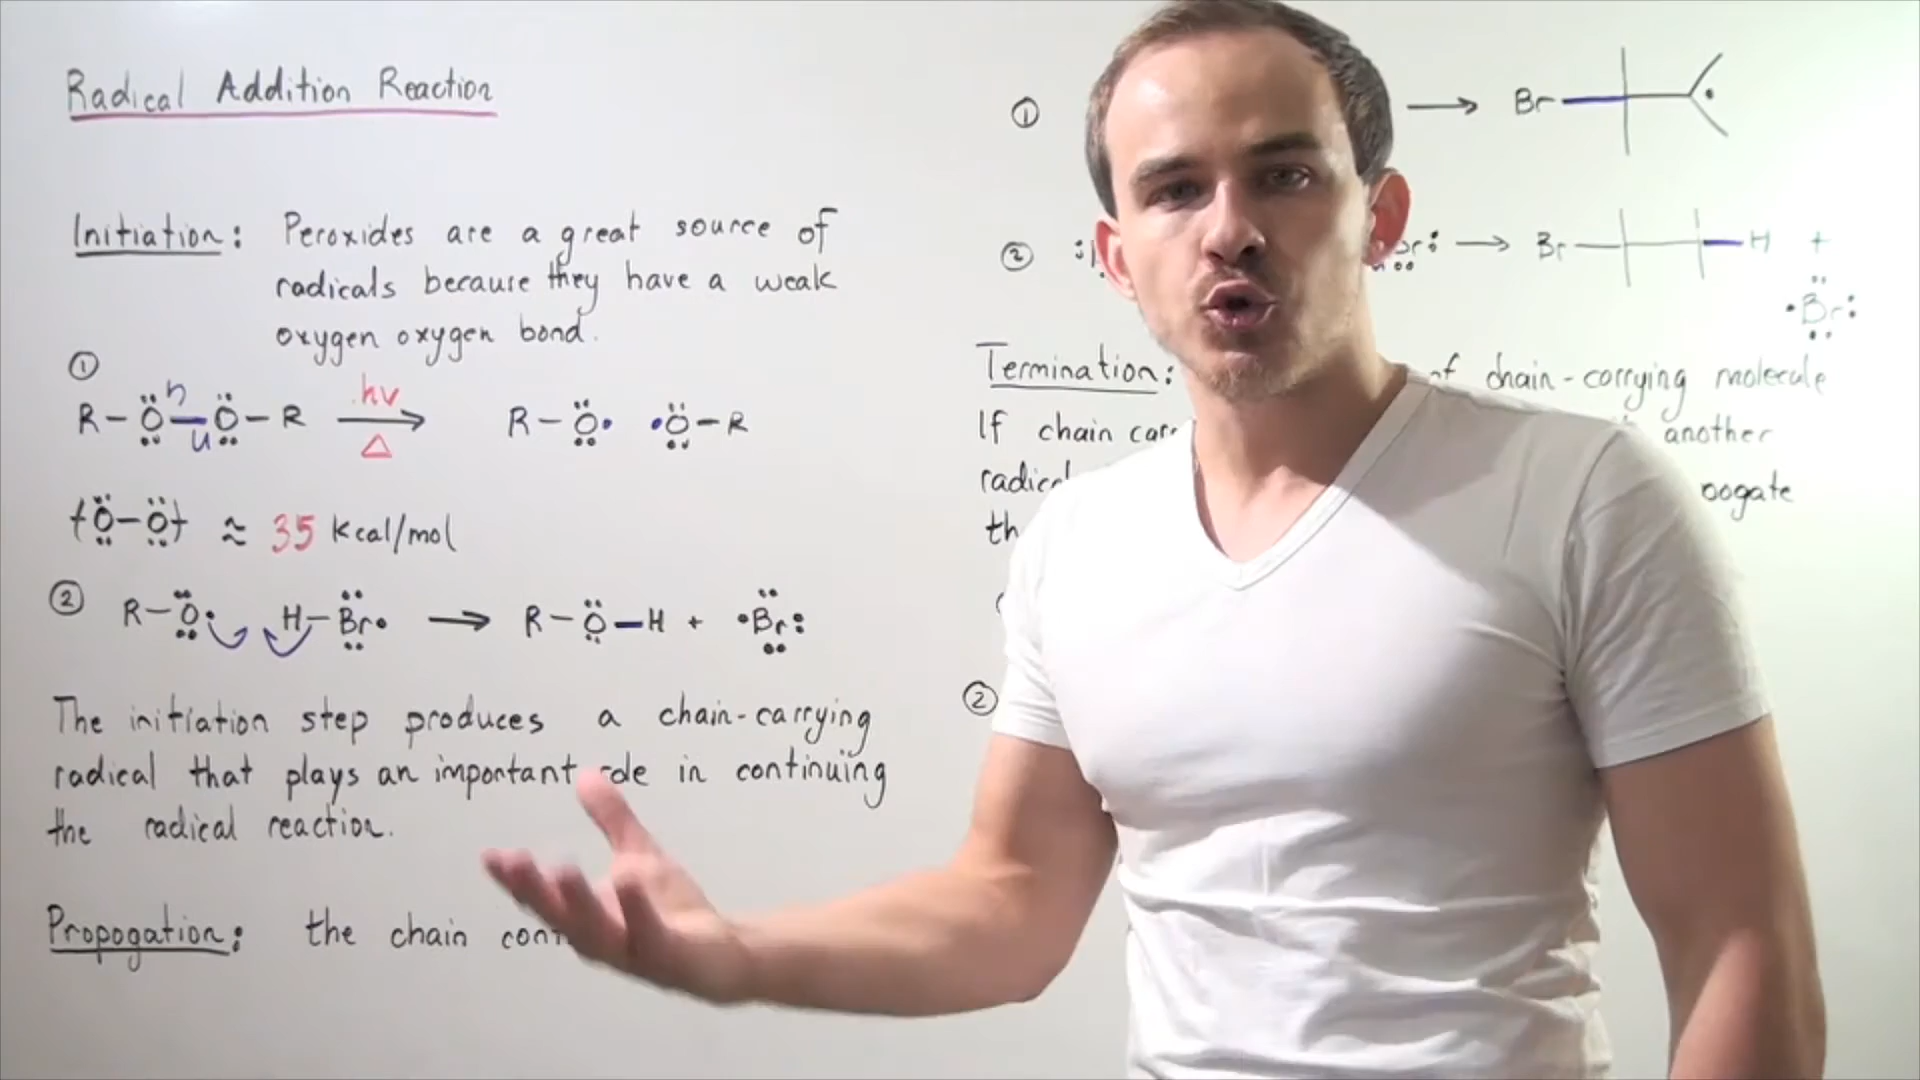 Radical Addition Reaction
Initiation: Peroxides are a great source of
radicals because they have a weak
oxygen oxygen bond.
①
R–Ö–Ö–R hν Δ → R–Ö· ·Ö–R
Ö–Ö ≈ 35 kcal/mol
② R–Ö· H–Br → R–Ö–H + ·Br:
The initiation step produces a chain-carrying
radical that plays an important role in continuing
the radical reaction.
Propogation: the chain
① → Br
② → Br H +
·Br:
Termination: chain-carrying molecule
If chain another
②